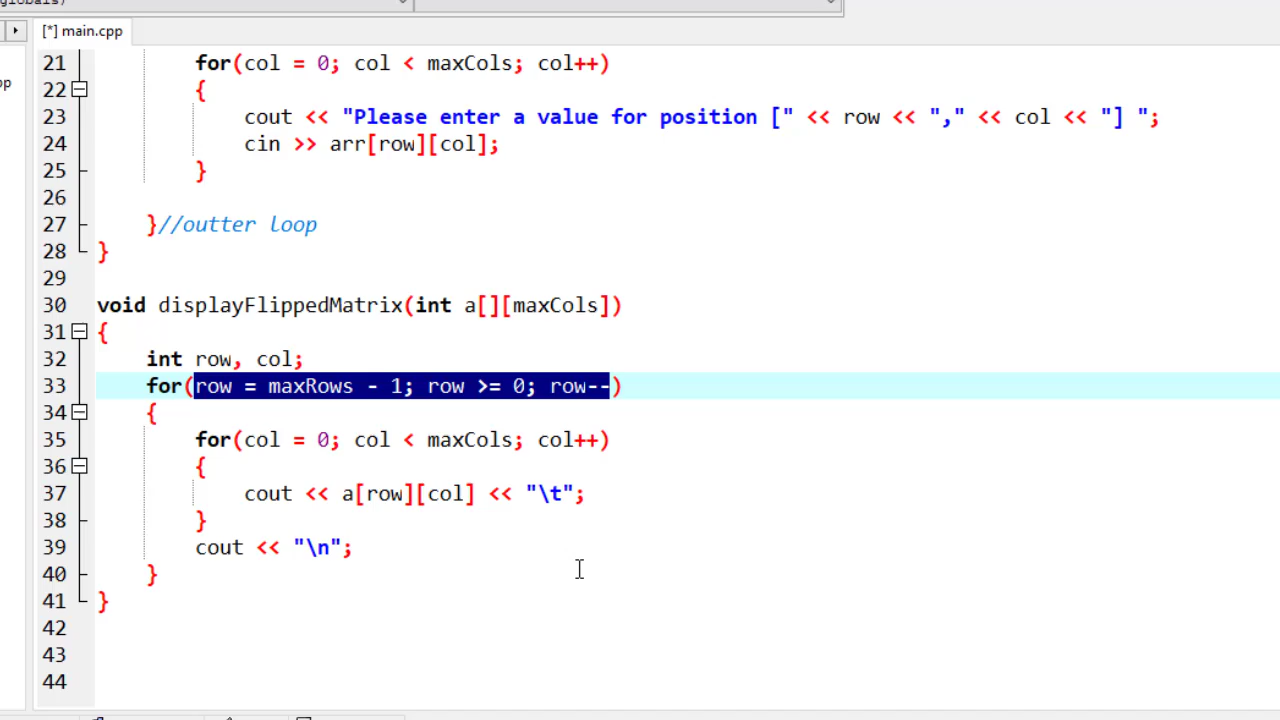 globals)
[*] main.cpp
pp
21 for(col = 0; col < maxCols; col++)
22 {
23 cout << "Please enter a value for position [" << row << "," << col << "] ";
24 cin >> arr[row][col];
25 }
26
27 }//outter loop
28 }
29
30 void displayFlippedMatrix(int a[][maxCols])
31 {
32 int row, col;
33 for(row = maxRows - 1; row >= 0; row--)
34 {
35 for(col = 0; col < maxCols; col++)
36 {
37 cout << a[row][col] << "\t";
38 }
39 cout << "\n";
40 }
41 }
42
43
44